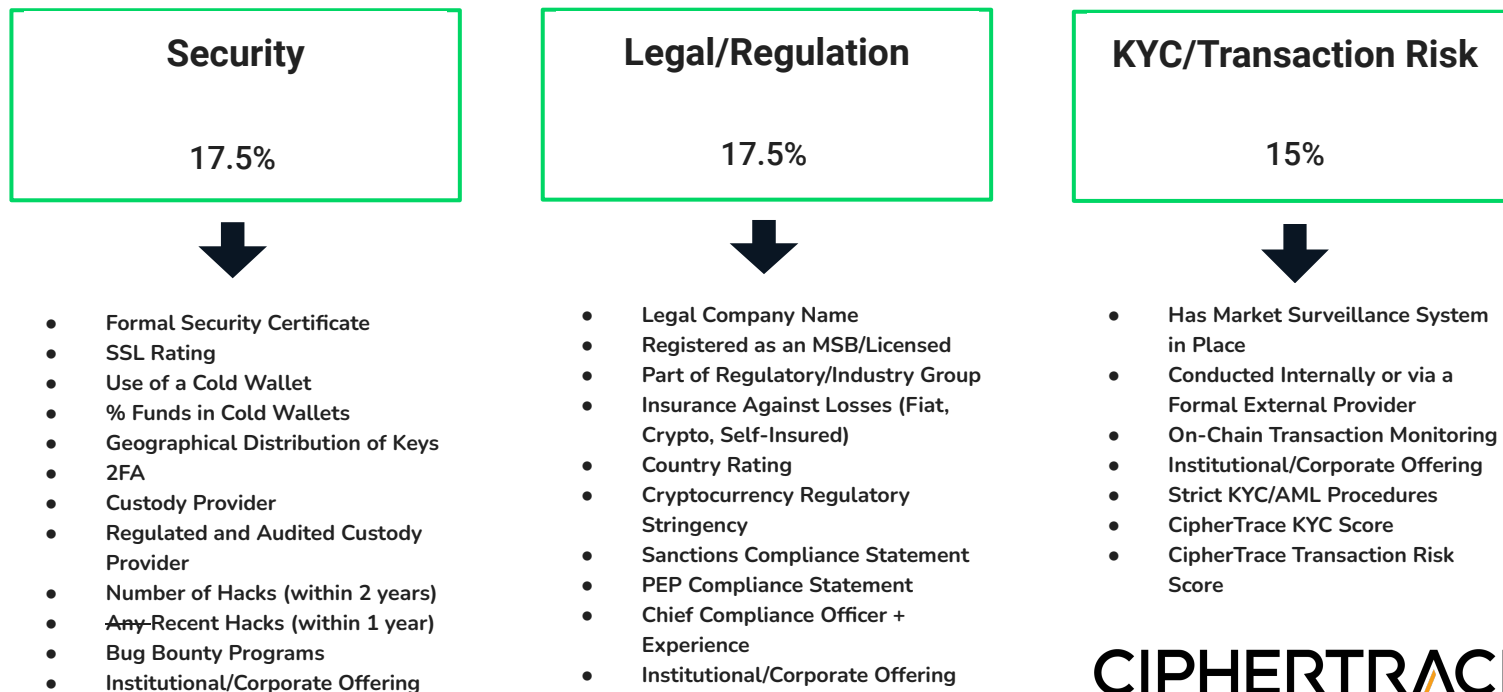 Security
17.5%
● Formal Security Certificate
● SSL Rating
● Use of a Cold Wallet
● % Funds in Cold Wallets
● Geographical Distribution of Keys
● 2FA
● Custody Provider
● Regulated and Audited Custody
Provider
● Number of Hacks (within 2 years)
● Any Recent Hacks (within 1 year)
● Bug Bounty Programs
● Institutional/Corporate Offering
Legal/Regulation
17.5%
● Legal Company Name
● Registered as an MSB/Licensed
● Part of Regulatory/Industry Group
● Insurance Against Losses (Fiat,
Crypto, Self-Insured)
● Country Rating
● Cryptocurrency Regulatory
Stringency
● Sanctions Compliance Statement
● PEP Compliance Statement
● Chief Compliance Officer +
Experience
● Institutional/Corporate Offering
KYC/Transaction Risk
15%
● Has Market Surveillance System
in Place
● Conducted Internally or via a
Formal External Provider
● On-Chain Transaction Monitoring
● Institutional/Corporate Offering
● Strict KYC/AML Procedures
● CipherTrace KYC Score
● CipherTrace Transaction Risk
Score
CIPHERTRAC